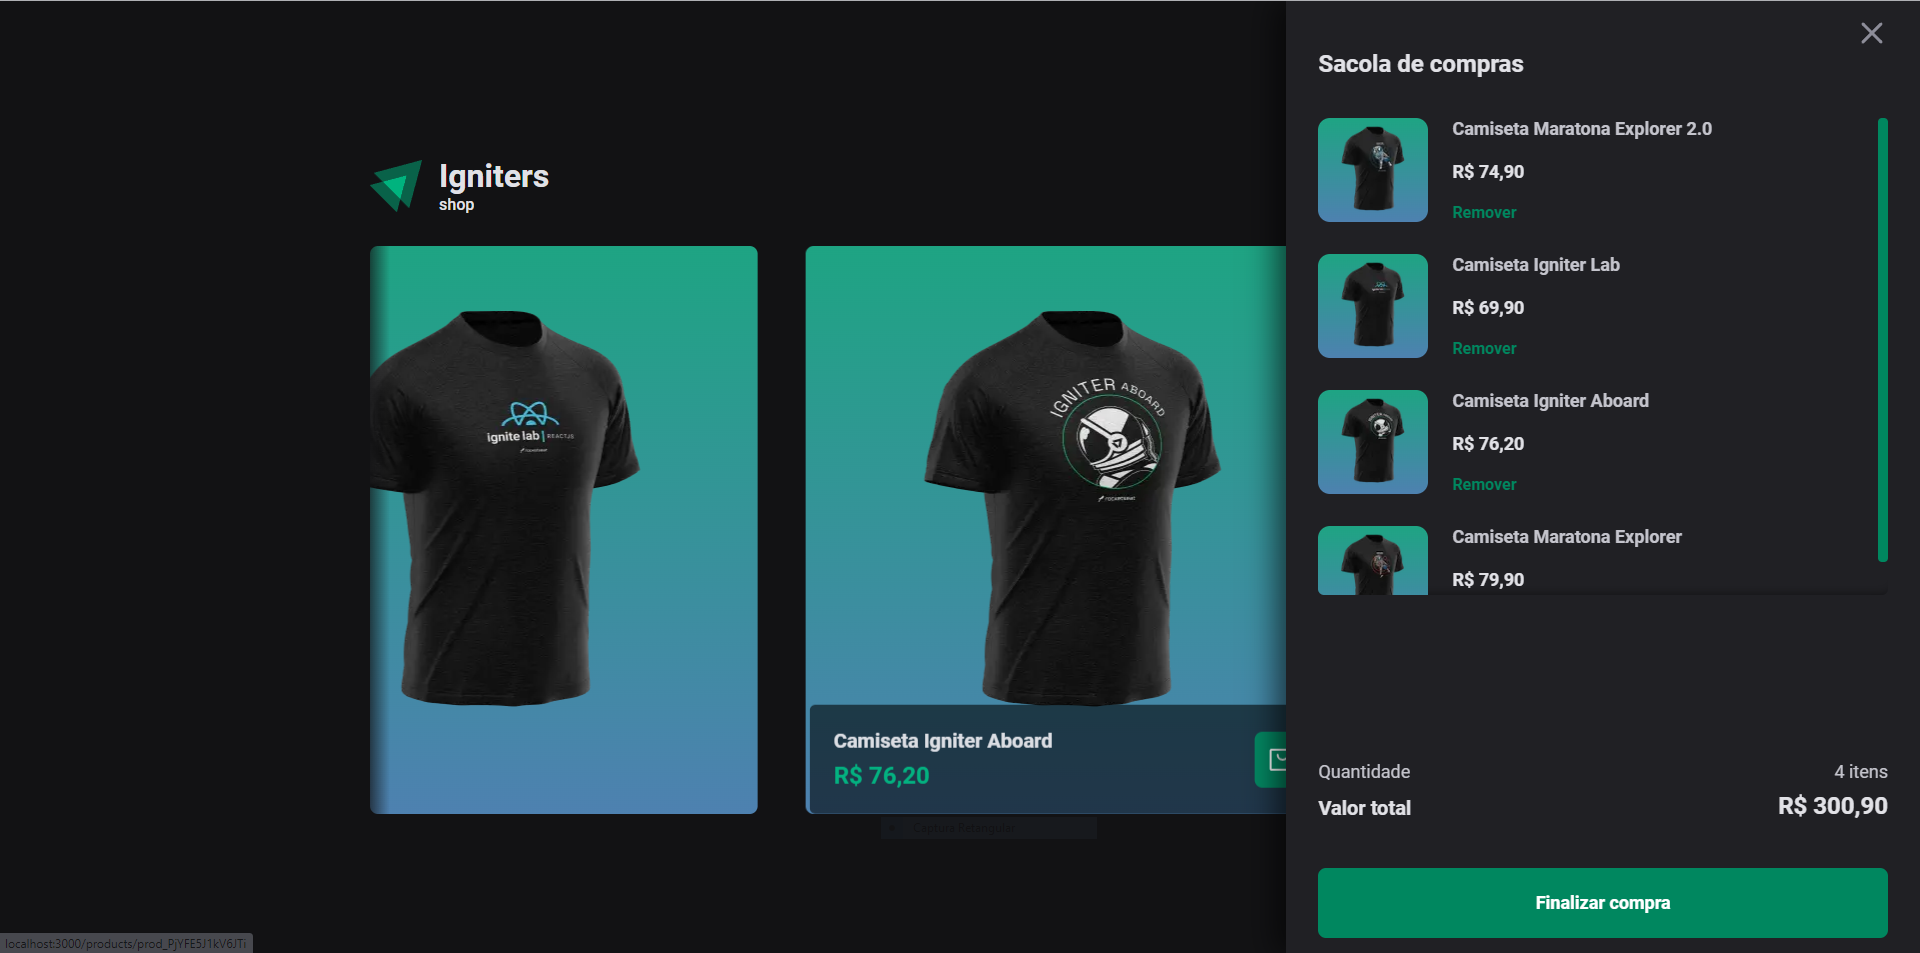 Igniters
shop
ignite lab | REACTJS
IGNITER ABOARD
Camiseta Igniter Aboard
R$ 76,20
Captura Retangular
localhost:3000/products/prod_PjYFE5J1kV6JTi
Sacola de compras
Camiseta Maratona Explorer 2.0
R$ 74,90
Remover
Camiseta Igniter Lab
R$ 69,90
Remover
Camiseta Igniter Aboard
R$ 76,20
Remover
Camiseta Maratona Explorer
R$ 79,90
Quantidade 4 itens
Valor total R$ 300,90
Finalizar compra